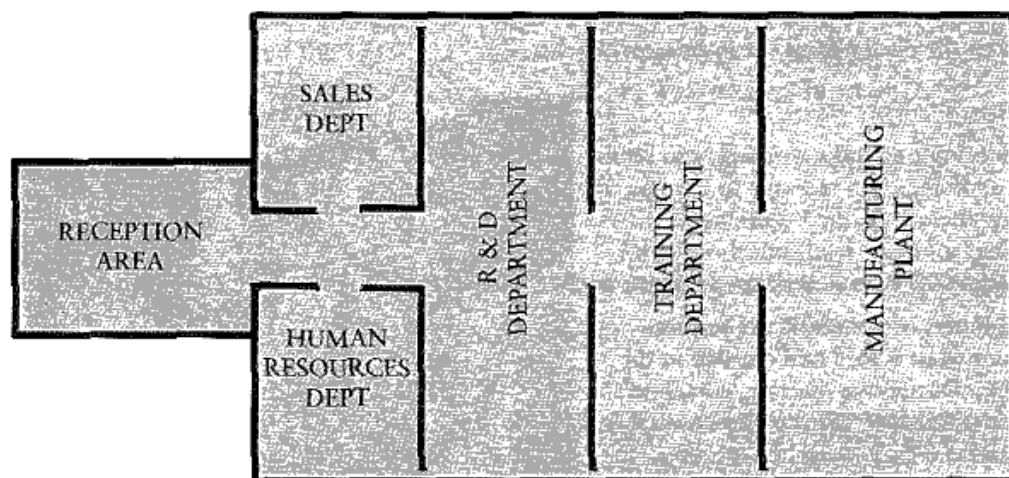 SALES
DEPT
RECEPTION
AREA
HUMAN
RESOURCES
DEPT
R & D
DEPARTMENT
TRAINING
DEPARTMENT
MANUFACTURING
PLANT